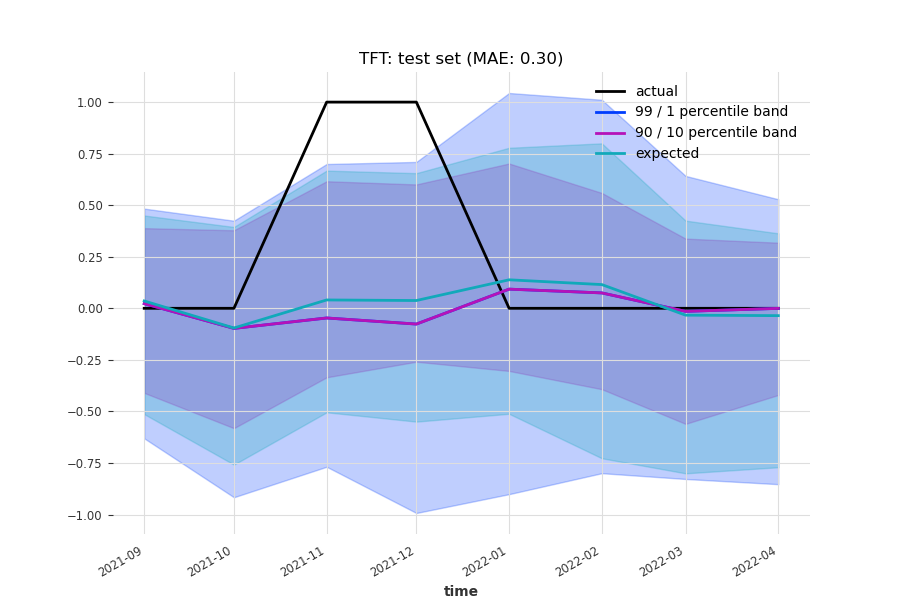 TFT: test set (MAE: 0.30)
actual
99 / 1 percentile band
90 / 10 percentile band
expected
1.00
0.75
0.50
0.25
0.00
−0.25
−0.50
−0.75
−1.00
2021-09
2021-10
2021-11
2021-12
2022-01
2022-02
2022-03
2022-04
time